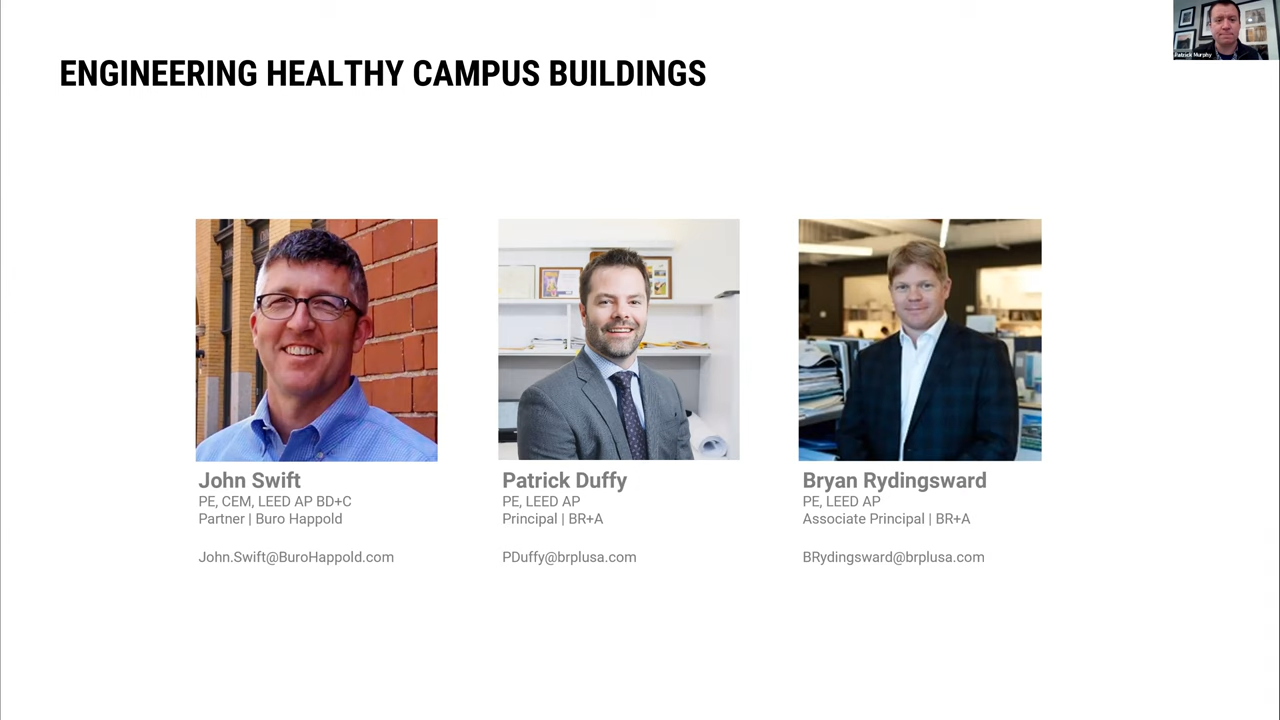 ENGINEERING HEALTHY CAMPUS BUILDINGS
Patrick Murphy
John Swift
PE, CEM, LEED AP BD+C
Partner | Buro Happold
John.Swift@BuroHappold.com
Patrick Duffy
PE, LEED AP
Principal | BR+A
PDuffy@brplusa.com
Bryan Rydingsward
PE, LEED AP
Associate Principal | BR+A
BRydingsward@brplusa.com